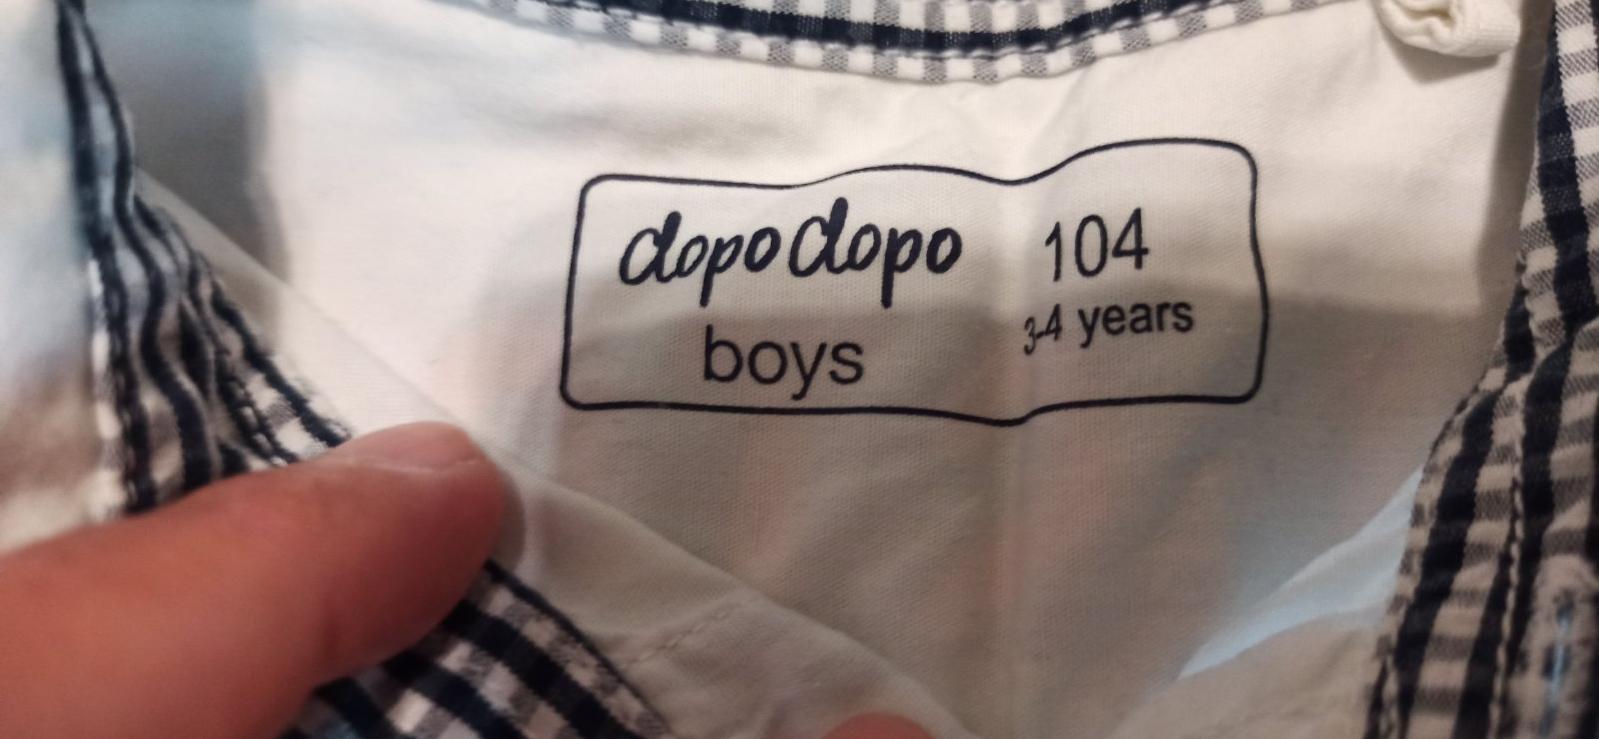 dopodopo 104
boys 3-4 years